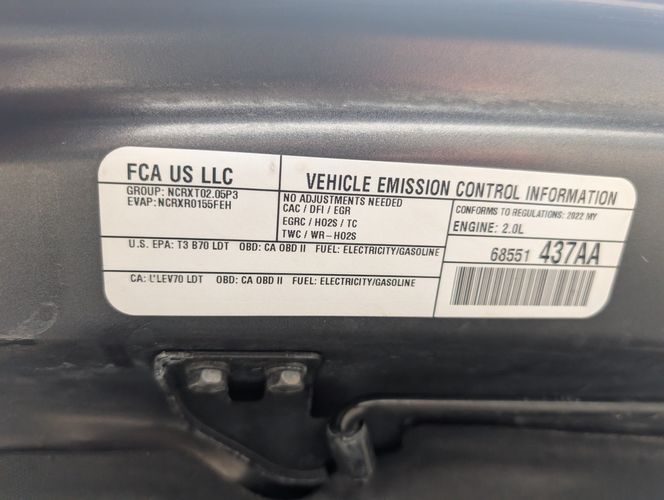 FCA US LLC
GROUP: NCRXT02.05P3
EVAP: NCRXR0155FEH
VEHICLE EMISSION CONTROL INFORMATION
NO ADJUSTMENTS NEEDED
CAC / DFI / EGR
EGRC / HO2S / TC
TWC / WR-HO2S
CONFORMS TO REGULATIONS: 2022 MY
ENGINE: 2.0L
U.S. EPA: T3 B70 LDT OBD: CA OBD II FUEL: ELECTRICITY/GASOLINE
68551 437AA
CA: ULEV70 LDT OBD: CA OBD II FUEL: ELECTRICITY/GASOLINE